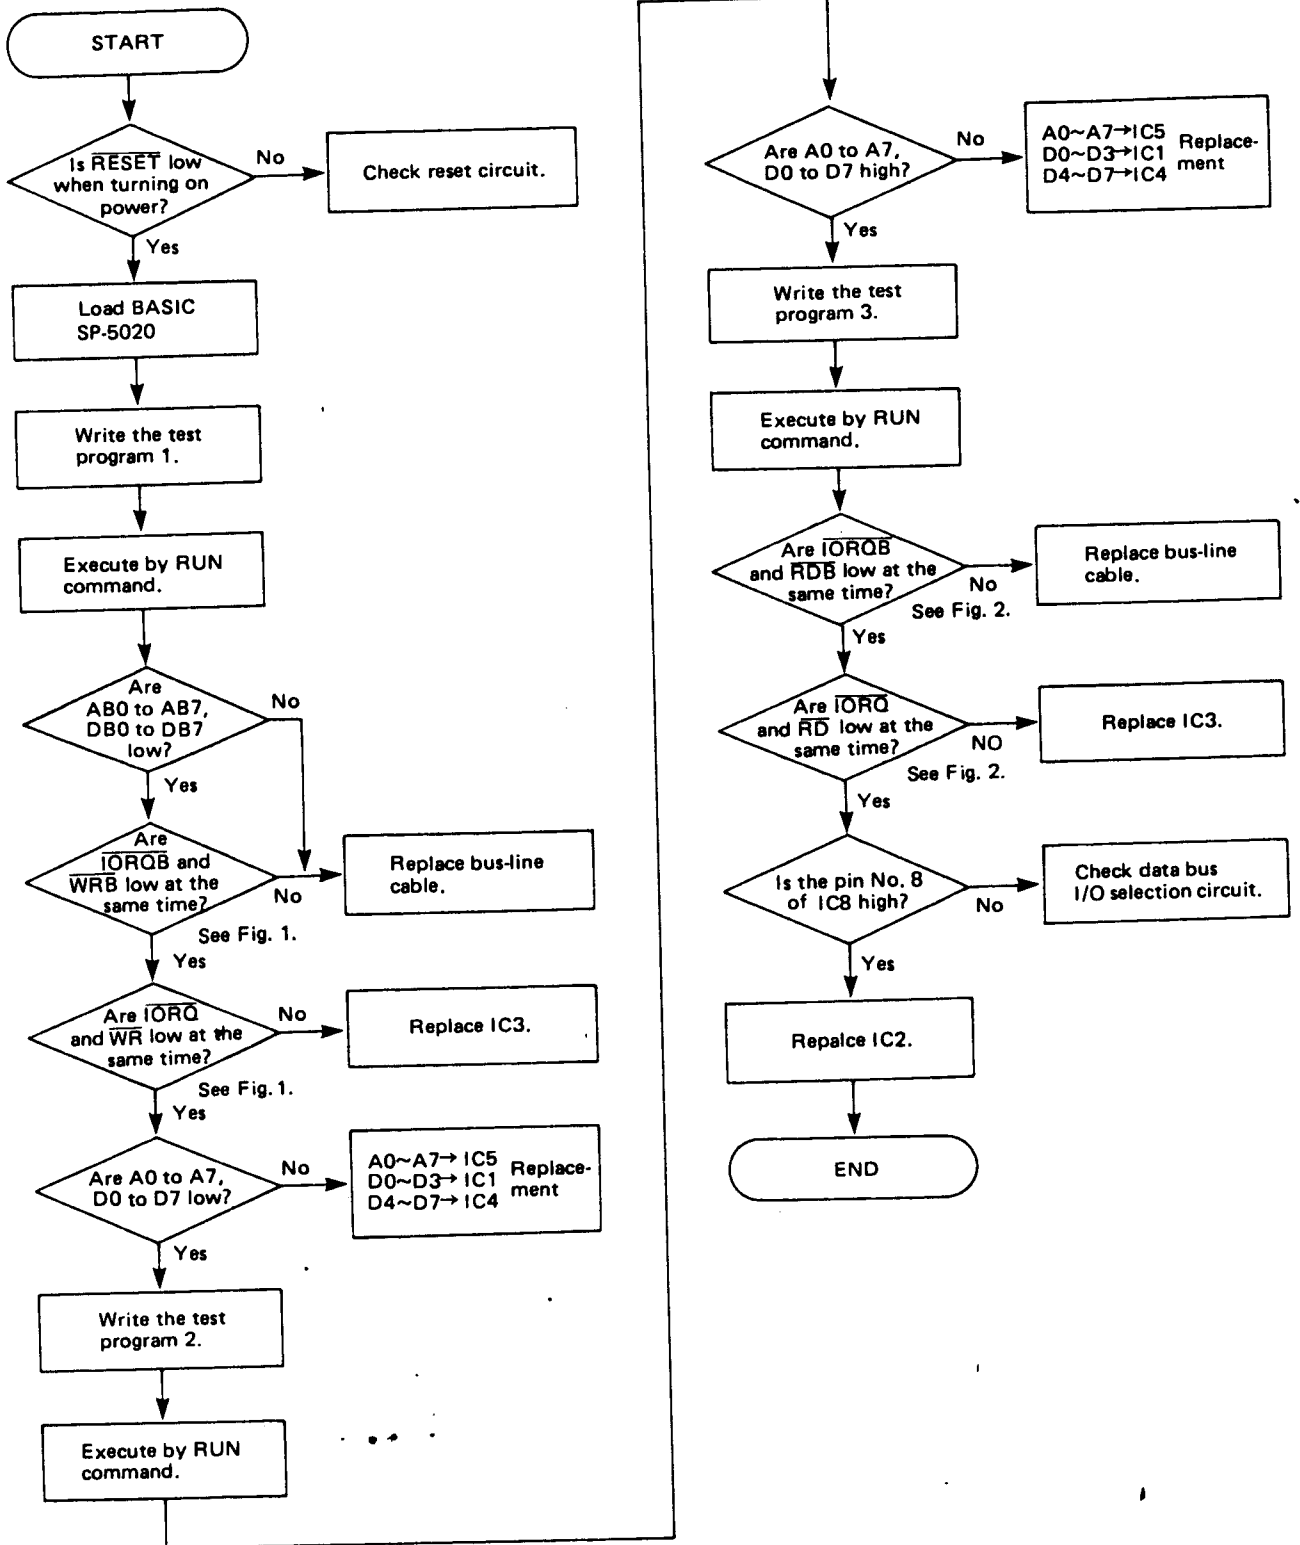 START
Is RESET low
when turning on
power?
No
Check reset circuit.
Yes
Load BASIC
SP-5020
Write the test
program 1.
Execute by RUN
command.
Are
AB0 to AB7,
DB0 to DB7
low?
No
Yes
Are
IORQB and
WRB low at the
same time?
No
Replace bus-line
cable.
See Fig. 1.
Yes
Are IORQ
and WR low at the
same time?
No
Replace IC3.
See Fig. 1.
Yes
Are A0 to A7,
D0 to D7 low?
No
A0~A7→IC5
D0~D3→IC1
D4~D7→IC4
Replace-
ment
Yes
Write the test
program 2.
Execute by RUN
command.
Are A0 to A7,
D0 to D7 high?
No
A0~A7→IC5
D0~D3→IC1
D4~D7→IC4
Replace-
ment
Yes
Write the test
program 3.
Execute by RUN
command.
Are IORQB
and RDB low at the
same time?
No
Replace bus-line
cable.
See Fig. 2.
Yes
Are IORQ
and RD low at the
same time?
NO
Replace IC3.
See Fig. 2.
Yes
Is the pin No. 8
of IC8 high?
No
Check data bus
I/O selection circuit.
Yes
Repalce IC2.
END